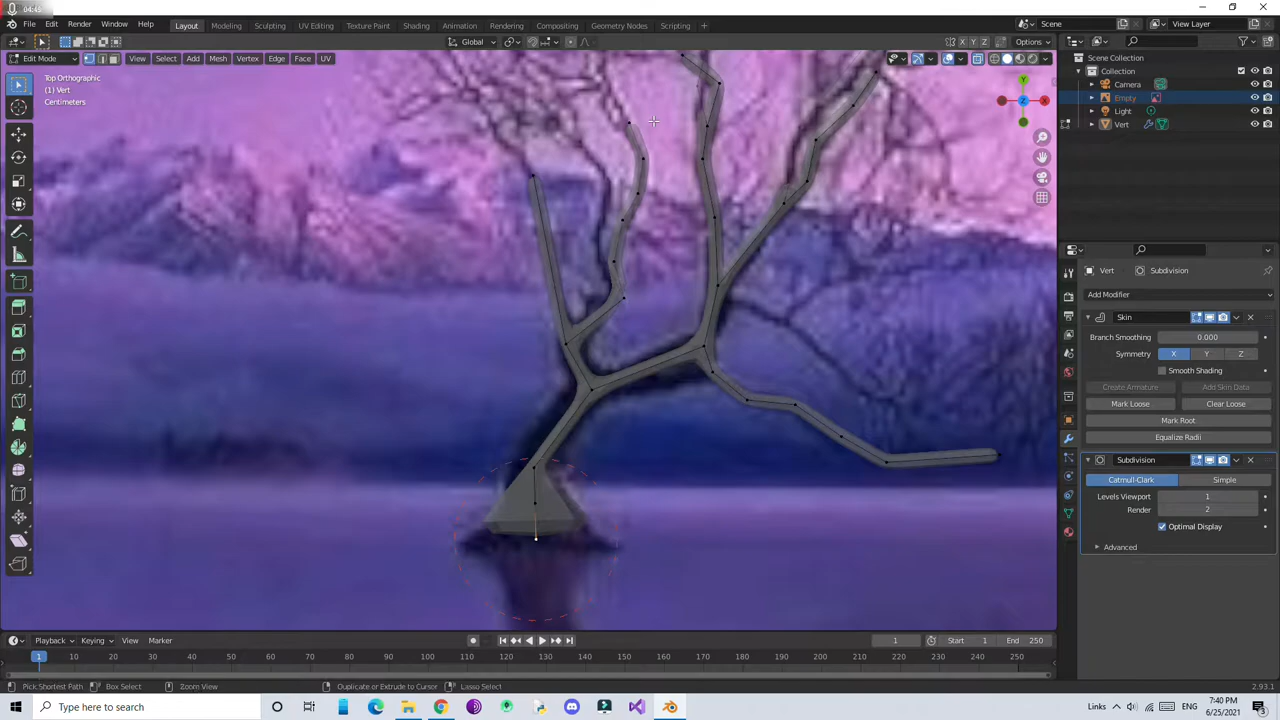 04:45
File Edit Render Window Help Layout Modeling Sculpting UV Editing Texture Paint Shading Animation Rendering Compositing Geometry Nodes Scripting + Scene View Layer
Global X Y Z Options
Edit Mode View Select Add Mesh Vertex Edge Face UV
Top Orthographic
(1) Vert
Centimeters
Y
Z X
Scene Collection
Collection
Camera
Empty
Light
Vert
Vert Subdivision
Add Modifier
Skin
Branch Smoothing 0.000
Symmetry X Y Z
Smooth Shading
Create Armature Add Skin Data
Mark Loose Clear Loose
Mark Root
Equalize Radii
Subdivision
Catmull-Clark Simple
Levels Viewport 1
Render 2
Optimal Display
Advanced
Playback Keying View Marker 1 Start 1 End 250
1 10 20 30 40 50 60 70 80 90 100 110 120 130 140 150 160 170 180 190 200 210 220 230 240 250
Pick Shortest Path Box Select Zoom View Duplicate or Extrude to Cursor Lasso Select 2.93.1
Type here to search Links ENG 7:40 PM
6/25/2021 3